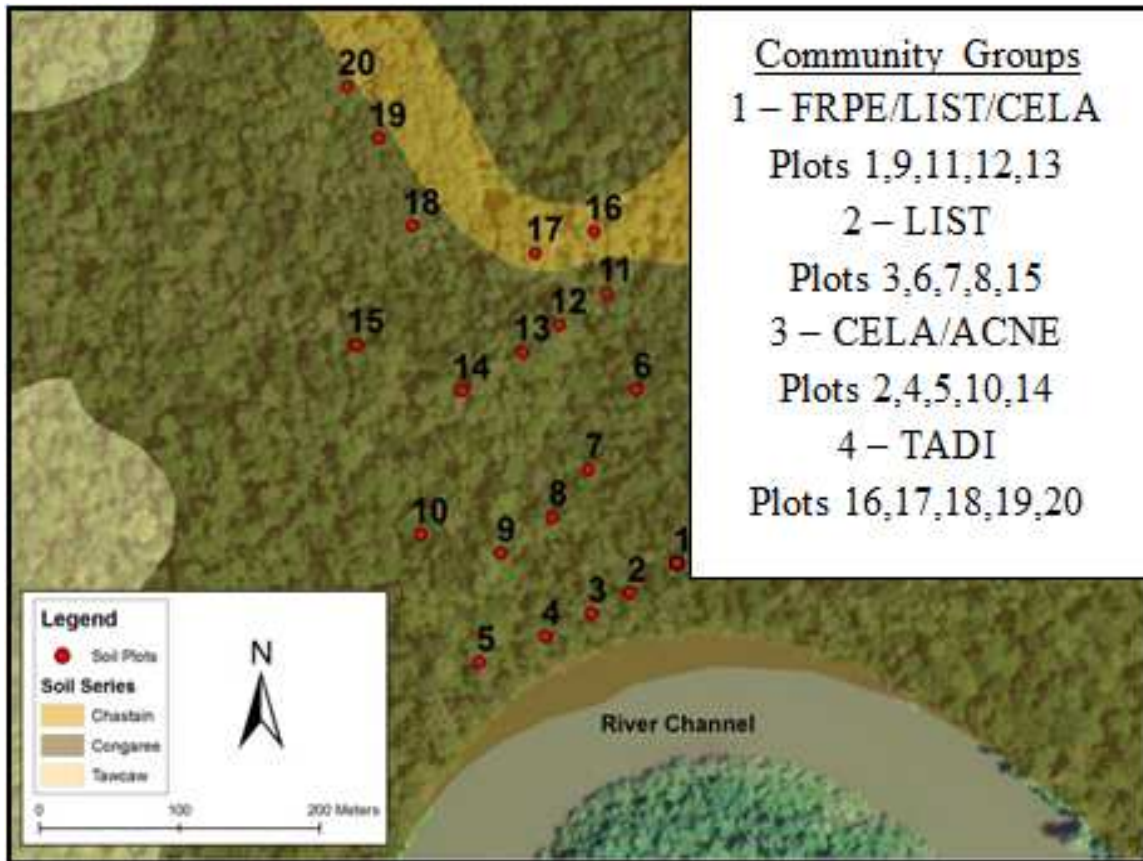 Community Groups
1 – FRPE/LIST/CELA
Plots 1,9,11,12,13
2 – LIST
Plots 3,6,7,8,15
3 – CELA/ACNE
Plots 2,4,5,10,14
4 – TADI
Plots 16,17,18,19,20
20
19
18
16
17
11
12
13
15
14
6
7
8
10
9
1
2
3
4
5
River Channel
Legend
Soil Plots
Soil Series
Chastain
Congaree
Tawcaw
N
0 100 200 Meters